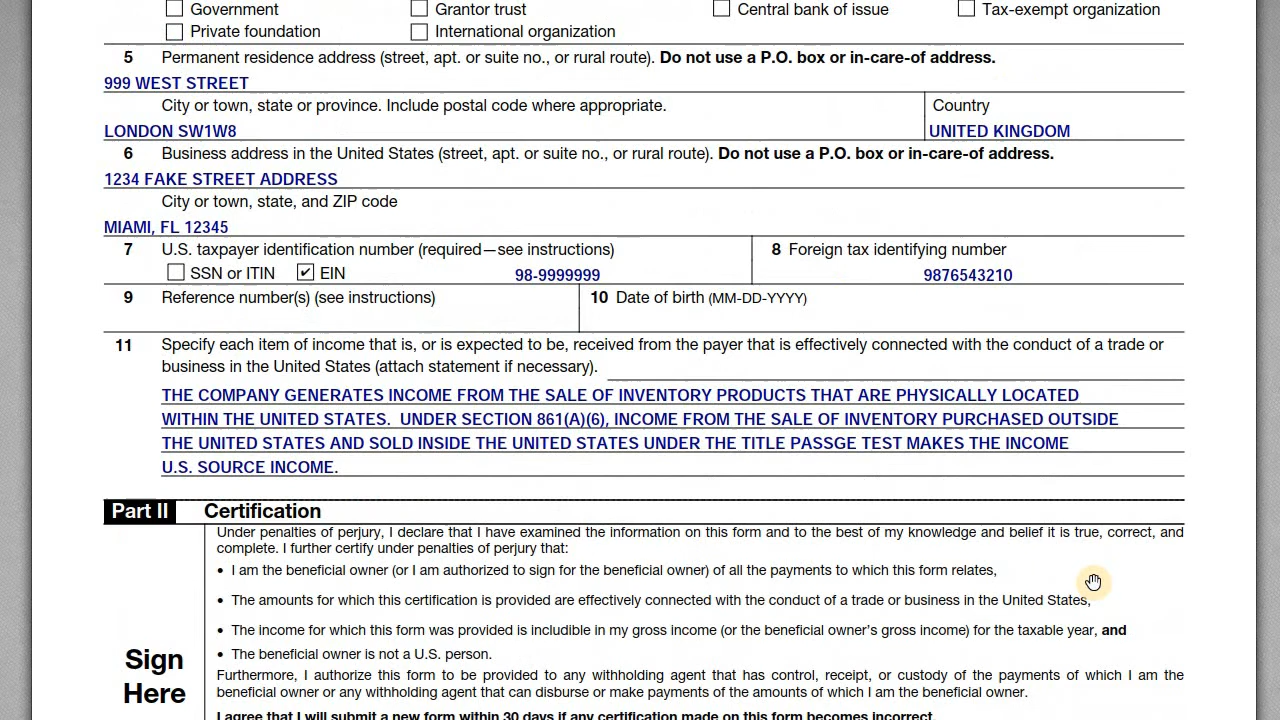 Government Grantor trust Central bank of issue Tax-exempt organization
Private foundation International organization
5 Permanent residence address (street, apt. or suite no., or rural route). Do not use a P.O. box or in-care-of address.
999 WEST STREET
City or town, state or province. Include postal code where appropriate. Country
LONDON SW1W8 UNITED KINGDOM
6 Business address in the United States (street, apt. or suite no., or rural route). Do not use a P.O. box or in-care-of address.
1234 FAKE STREET ADDRESS
City or town, state, and ZIP code
MIAMI, FL 12345
7 U.S. taxpayer identification number (required—see instructions) 8 Foreign tax identifying number
SSN or ITIN ✔ EIN 98-9999999 9876543210
9 Reference number(s) (see instructions) 10 Date of birth (MM-DD-YYYY)
11 Specify each item of income that is, or is expected to be, received from the payer that is effectively connected with the conduct of a trade or
business in the United States (attach statement if necessary).
THE COMPANY GENERATES INCOME FROM THE SALE OF INVENTORY PRODUCTS THAT ARE PHYSICALLY LOCATED
WITHIN THE UNITED STATES. UNDER SECTION 861(A)(6), INCOME FROM THE SALE OF INVENTORY PURCHASED OUTSIDE
THE UNITED STATES AND SOLD INSIDE THE UNITED STATES UNDER THE TITLE PASSGE TEST MAKES THE INCOME
U.S. SOURCE INCOME.
Part II Certification
Under penalties of perjury, I declare that I have examined the information on this form and to the best of my knowledge and belief it is true, correct, and
complete. I further certify under penalties of perjury that:
• I am the beneficial owner (or I am authorized to sign for the beneficial owner) of all the payments to which this form relates,
• The amounts for which this certification is provided are effectively connected with the conduct of a trade or business in the United States,
• The income for which this form was provided is includible in my gross income (or the beneficial owner's gross income) for the taxable year, and
• The beneficial owner is not a U.S. person.
Sign
Here
Furthermore, I authorize this form to be provided to any withholding agent that has control, receipt, or custody of the payments of which I am the
beneficial owner or any withholding agent that can disburse or make payments of the amounts of which I am the beneficial owner.
I agree that I will submit a new form within 30 days if any certification made on this form becomes incorrect.